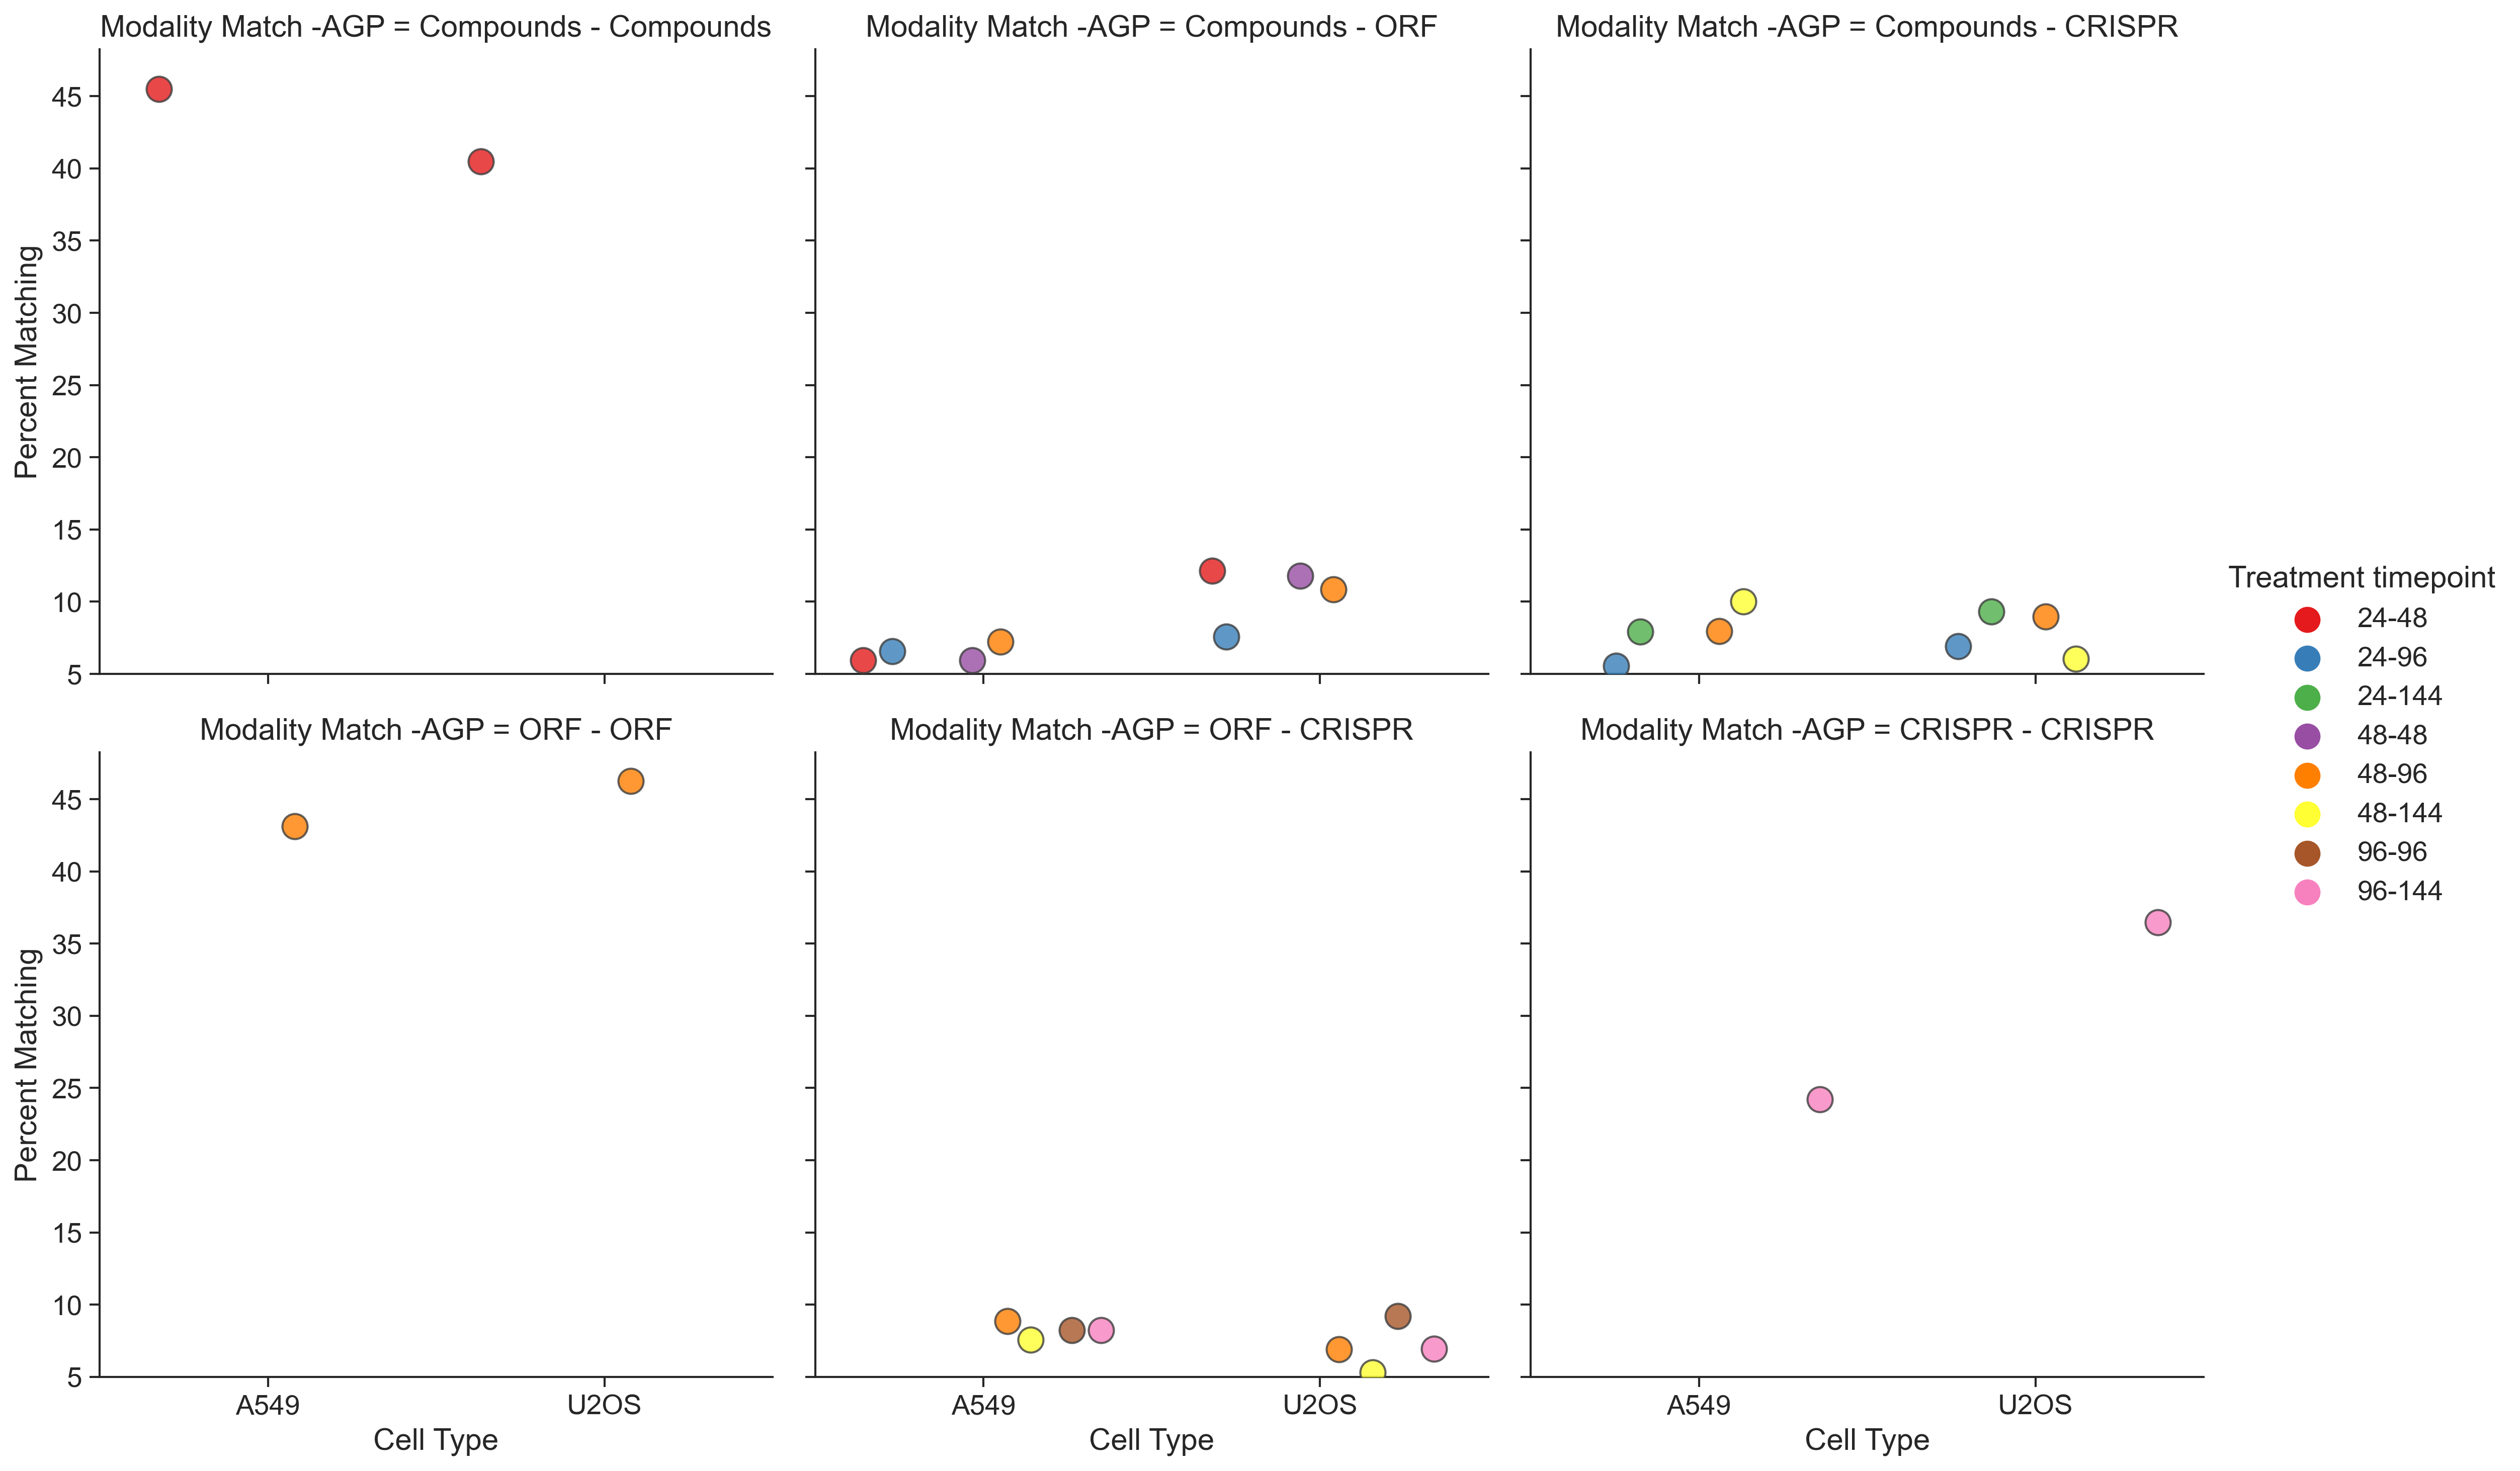 Modality Match -AGP = Compounds - Compounds
Modality Match -AGP = Compounds - ORF
Modality Match -AGP = Compounds - CRISPR
Percent Matching
45
40
35
30
25
20
15
10
5
Modality Match -AGP = ORF - ORF
Modality Match -AGP = ORF - CRISPR
Modality Match -AGP = CRISPR - CRISPR
Percent Matching
45
40
35
30
25
20
15
10
5
A549
U2OS
Cell Type
A549
U2OS
Cell Type
A549
U2OS
Cell Type
Treatment timepoint
24-48
24-96
24-144
48-48
48-96
48-144
96-96
96-144